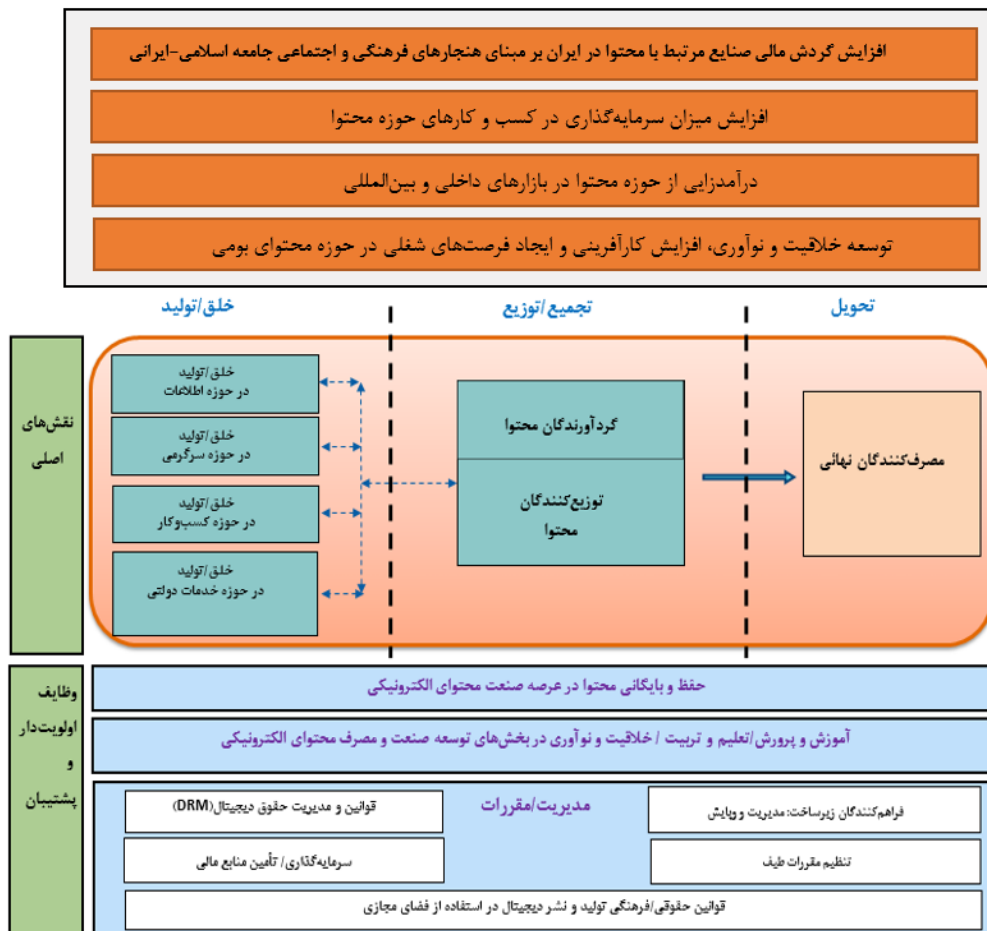 افزایش گردش مالی صنایع مرتبط با محتوا در ایران بر مبنای هنجارهای فرهنگی و اجتماعی جامعه اسلامی-ایرانی
افزایش میزان سرمایه‌گذاری در کسب و کارهای حوزه محتوا
درآمدزایی از حوزه محتوا در بازارهای داخلی و بین‌المللی
توسعه خلاقیت و نوآوری، افزایش کارآفرینی و ایجاد فرصت‌های شغلی در حوزه محتوای بومی
تحویل
تجمیع/توزیع
خلق/تولید
مصرف‌کنندگان نهائی
گردآورندگان محتوا
توزیع‌کنندگان
محتوا
خلق/تولید
در حوزه اطلاعات
خلق/تولید
در حوزه سرگرمی
خلق/تولید
در حوزه کسب‌وکار
خلق/تولید
در حوزه خدمات دولتی
نقش‌های
اصلی
وظایف
اولویت‌دار
و
پشتیبان
حفظ و بایگانی محتوا در عرصه صنعت محتوای الکترونیکی
آموزش و پرورش/تعلیم و تربیت / خلاقیت و نوآوری در بخش‌های توسعه صنعت و مصرف محتوای الکترونیکی
مدیریت/مقررات
فراهم‌کنندگان زیرساخت: مدیریت و پایش
قوانین و مدیریت حقوق دیجیتال(DRM)
تنظیم مقررات طیف
سرمایه‌گذاری/ تأمین منابع مالی
قوانین حقوقی/فرهنگی تولید و نشر دیجیتال در استفاده از فضای مجازی